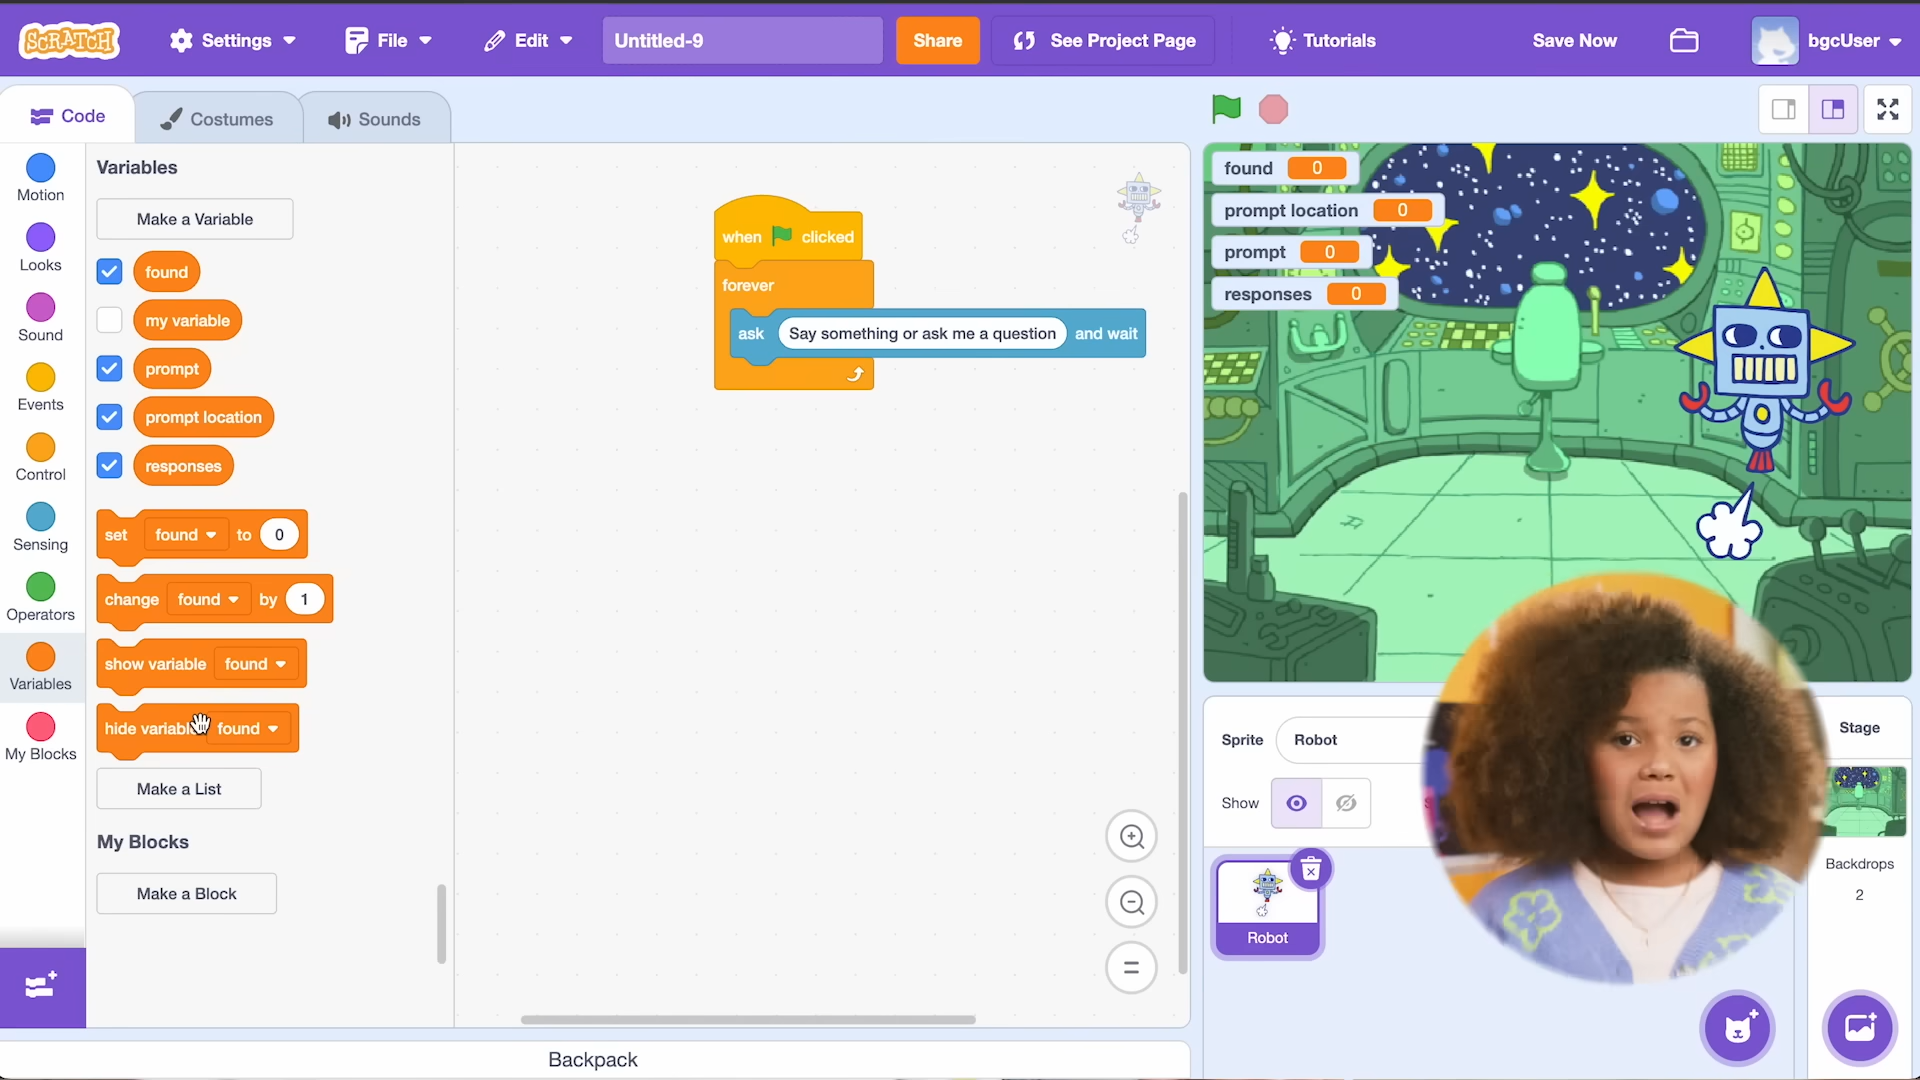 SCRATCH
Settings
File
Edit
Untitled-9
Share
See Project Page
Tutorials
Save Now
bgcUser
Code
Costumes
Sounds
Motion
Looks
Sound
Events
Control
Sensing
Operators
Variables
My Blocks
Variables
Make a Variable
found
my variable
prompt
prompt location
responses
set found to 0
change found by 1
show variable found
hide variable found
Make a List
My Blocks
Make a Block
when clicked
forever
ask Say something or ask me a question and wait
found 0
prompt location 0
prompt 0
responses 0
Sprite Robot
Show
Robot
Stage
Backdrops
2
Backpack